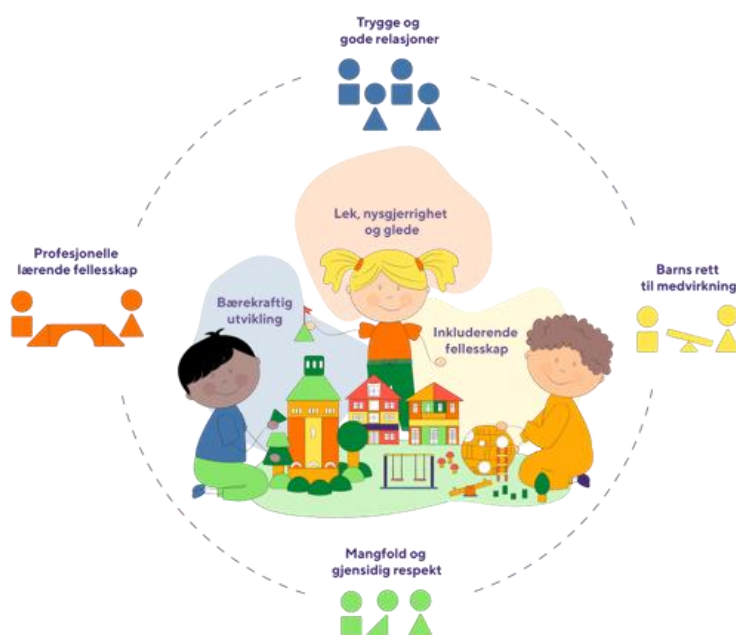 Trygge og
gode relasjoner
Lek, nysgjerrighet
og glede
Profesjonelle
lærende fellesskap
Barns rett
til medvirkning
Bærekraftig
utvikling
Inkluderende
fellesskap
Mangfold og
gjensidig respekt